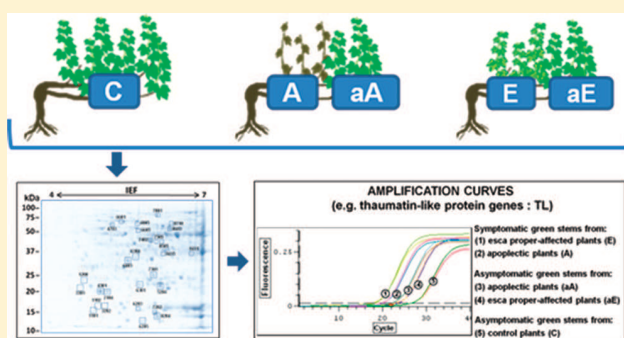 C
A
aA
E
aE
IEF
4
7
kDa
100
75
50
37
25
20
15
10
AMPLIFICATION CURVES
(e.g. thaumatin-like protein genes : TL)
Fluorescence
0.25
0
1 2 3 4 5
10
20
30
40
Cycle
Symptomatic green stems from:
(1) esca proper-affected plants (E)
(2) apoplectic plants (A)
Asymptomatic green stems from:
(3) apoplectic plants (aA)
(4) esca proper-affected plants (aE)
Asymptomatic green stems from:
(5) control plants (C)